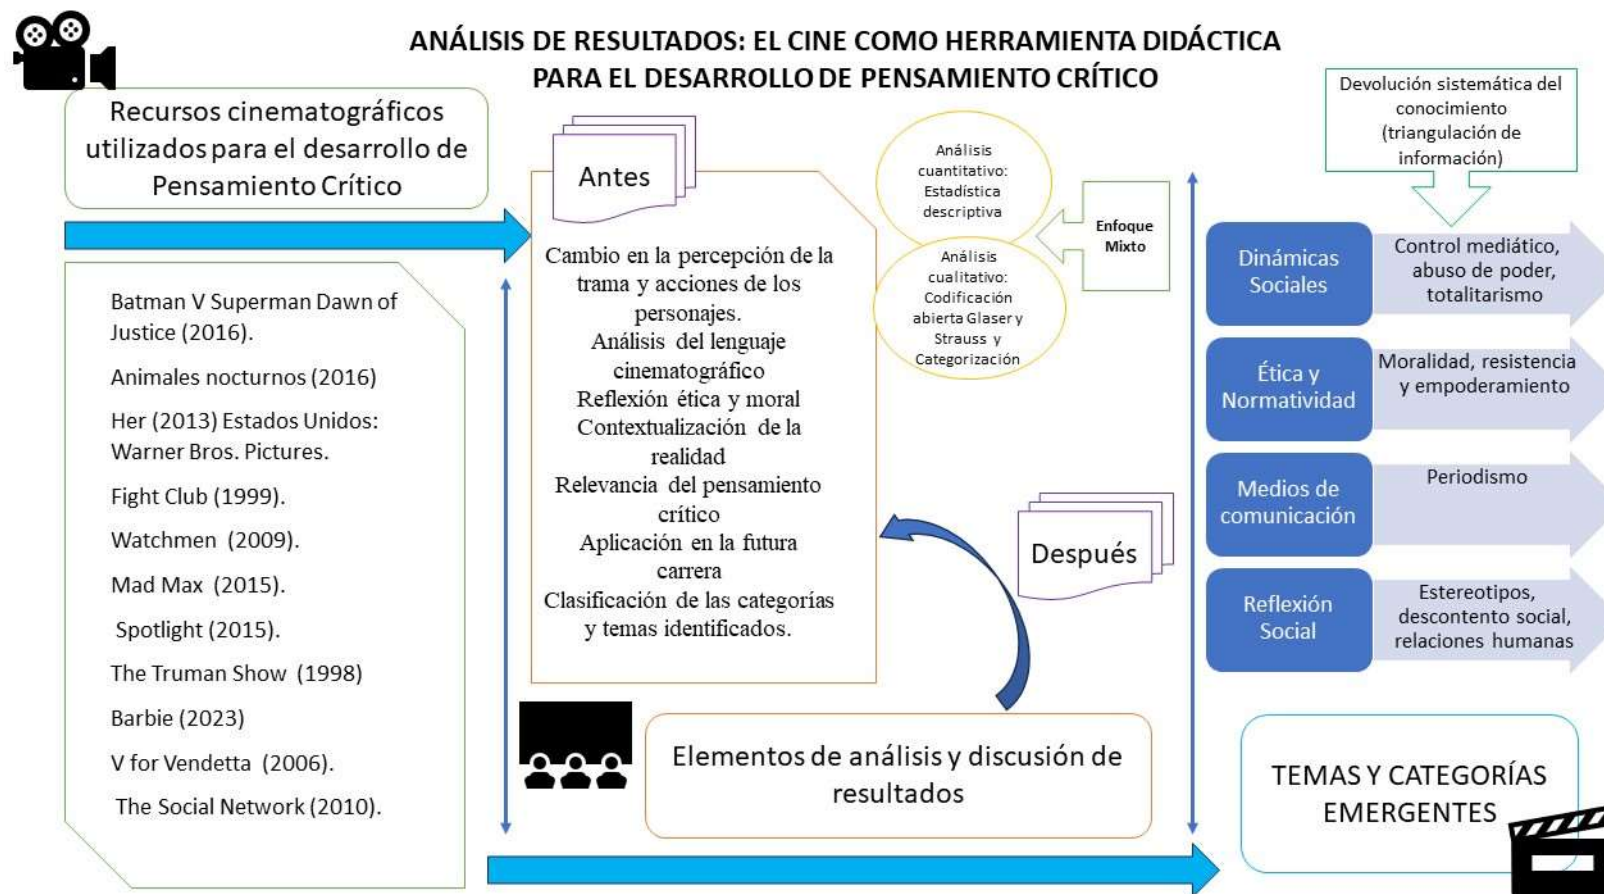 ANÁLISIS DE RESULTADOS: EL CINE COMO HERRAMIENTA DIDÁCTICA
PARA EL DESARROLLO DE PENSAMIENTO CRÍTICO
Recursos cinematográficos
utilizados para el desarrollo de
Pensamiento Crítico
Batman V Superman Dawn of
Justice (2016).
Animales nocturnos (2016)
Her (2013) Estados Unidos:
Warner Bros. Pictures.
Fight Club (1999).
Watchmen (2009).
Mad Max (2015).
Spotlight (2015).
The Truman Show (1998)
Barbie (2023)
V for Vendetta (2006).
The Social Network (2010).
Antes
Cambio en la percepción de la
trama y acciones de los
personajes.
Análisis del lenguaje
cinematográfico
Reflexión ética y moral
Contextualización de la
realidad
Relevancia del pensamiento
crítico
Aplicación en la futura
carrera
Clasificación de las categorías
y temas identificados.
Análisis
cuantitativo:
Estadística
descriptiva
Análisis
cualitativo:
Codificación
abierta Glaser y
Strauss y
Categorización
Enfoque
Mixto
Después
Elementos de análisis y discusión de
resultados
Devolución sistemática del
conocimiento
(triangulación de
información)
Dinámicas
Sociales
Control mediático,
abuso de poder,
totalitarismo
Ética y
Normatividad
Moralidad, resistencia
y empoderamiento
Medios de
comunicación
Periodismo
Reflexión
Social
Estereotipos,
descontento social,
relaciones humanas
TEMAS Y CATEGORÍAS
EMERGENTES